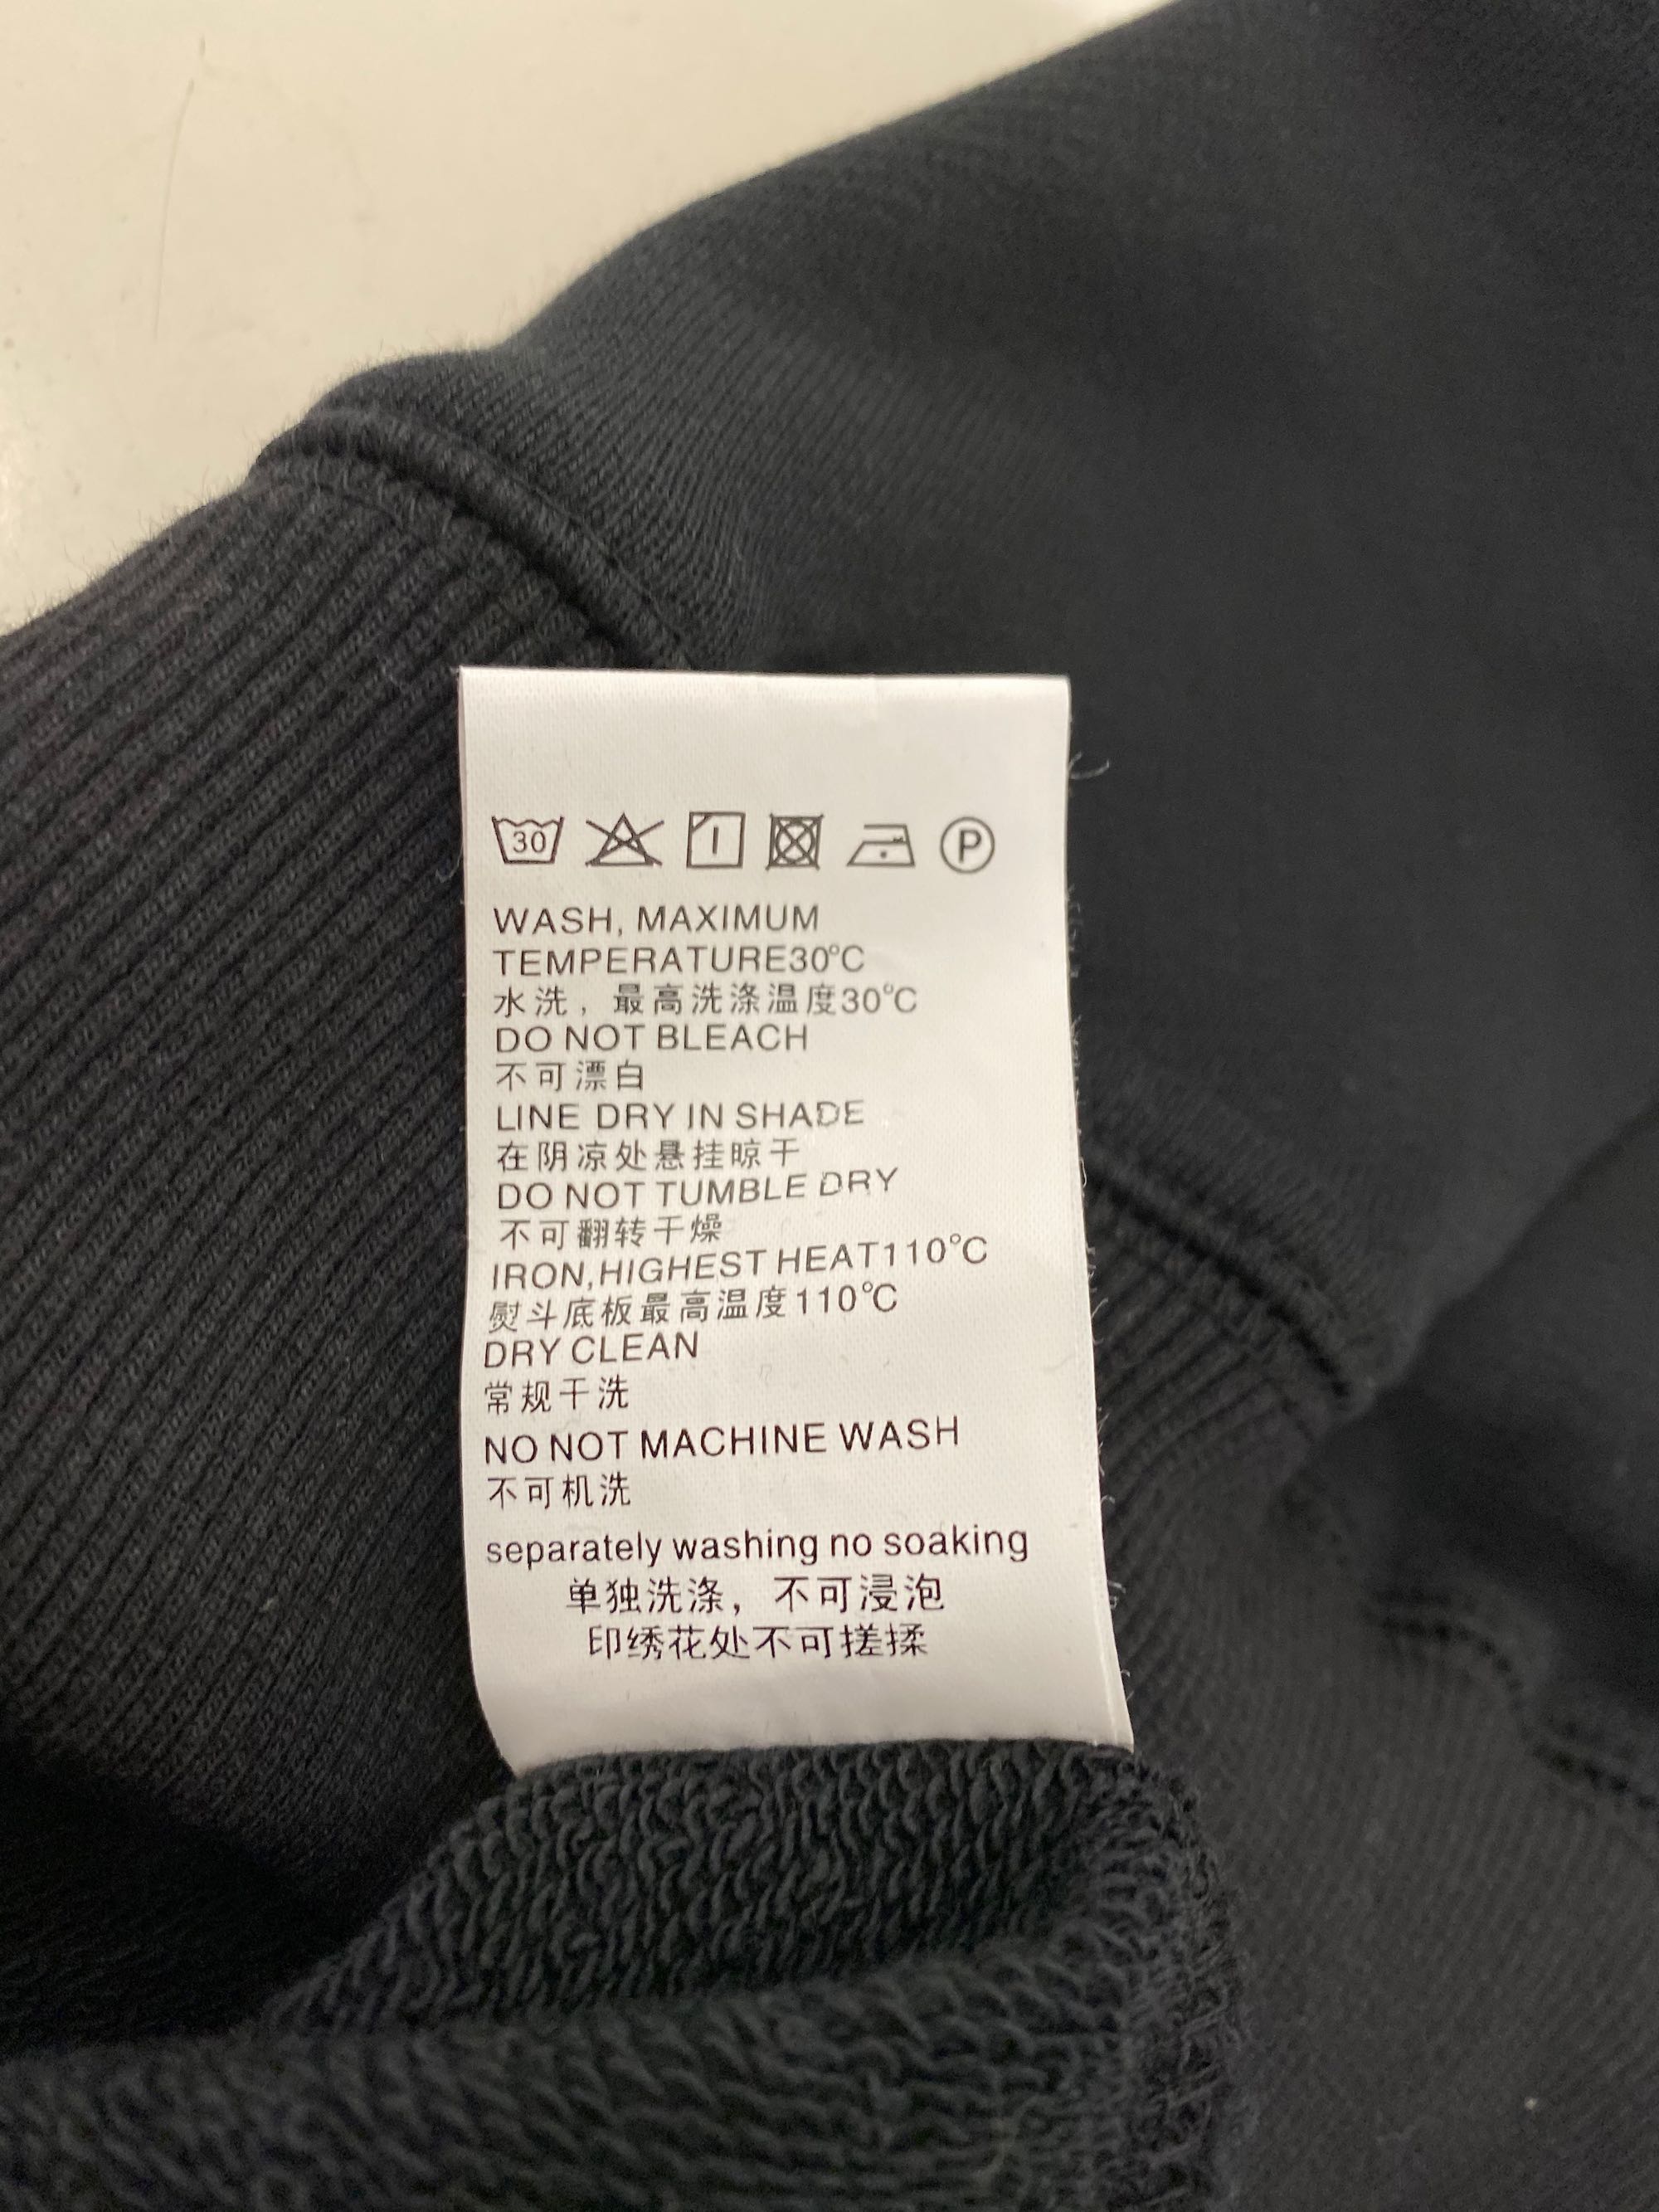 30 P
WASH, MAXIMUM
TEMPERATURE30°C
水洗，最高洗涤温度30°C
DO NOT BLEACH
不可漂白
LINE DRY IN SHADE
在阴凉处悬挂晾干
DO NOT TUMBLE DRY
不可翻转干燥
IRON,HIGHEST HEAT110°C
熨斗底板最高温度110°C
DRY CLEAN
常规干洗
NO NOT MACHINE WASH
不可机洗
separately washing no soaking
单独洗涤，不可浸泡
印绣花处不可搓揉